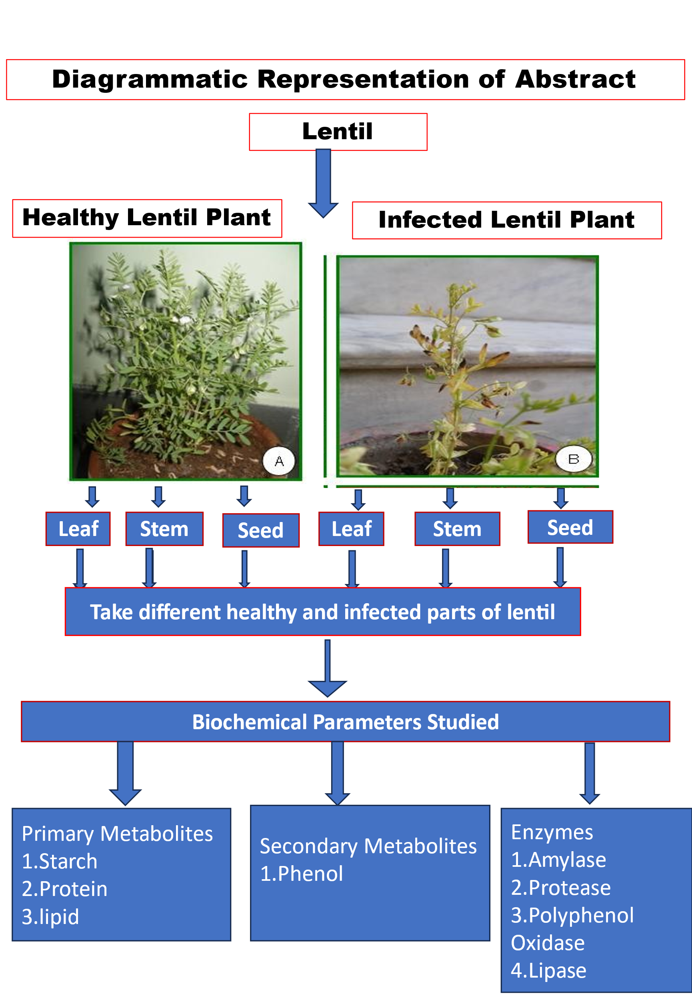 Diagrammatic Representation of Abstract
Lentil
Healthy Lentil Plant
Infected Lentil Plant
A
B
Leaf
Stem
Seed
Leaf
Stem
Seed
Take different healthy and infected parts of lentil
Biochemical Parameters Studied
Primary Metabolites
1.Starch
2.Protein
3.lipid
Secondary Metabolites
1.Phenol
Enzymes
1.Amylase
2.Protease
3.Polyphenol
Oxidase
4.Lipase